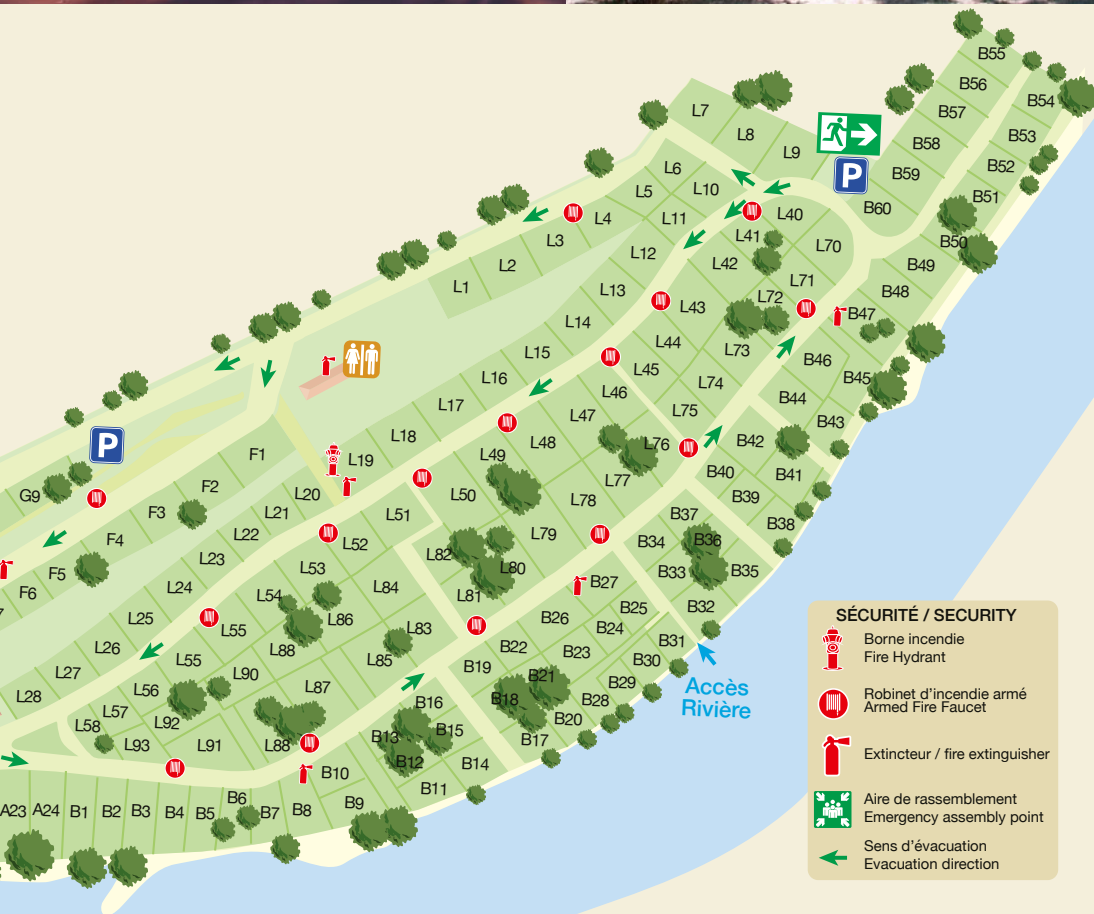 B55
B56
B54
B57
L7
B53
L8
B58
L9
B52
L6
P
B59
L5
L10
B51
B60
L4
L11
L40
L3
L41
L70
B50
L12
L2
L42
B49
L71
L1
L13
B48
L72
L43
B47
L14
L44
L73
L15
B46
L45
L16
L74
B45
L46
B44
L17
L75
L47
B43
L18
L48
L76
B42
P
F1
L49
L19
L77
B40
B41
F2
L20
L50
L78
B39
G9
F3
L21
L51
B37
B38
F4
L22
L52
L79
B34
B36
L23
L82
F5
L53
L80
B33
B35
F6
L24
L54
L84
L81
B27
L25
L55
L86
L83
B26
B25
B32
L26
L88
B24
B31
L55
L85
B22
B23
L27
L90
B19
B30
L56
L87
B21
B29
L28
L57
B16
B18
B28
L58
L92
B15
B20
L93
L91
L88
B13
B17
B12
B14
B10
B11
B9
A23
A24
B1
B2
B3
B4
B5
B6
B7
B8
Accès
Rivière
SÉCURITÉ / SECURITY
Borne incendie
Fire Hydrant
Robinet d'incendie armé
Armed Fire Faucet
Extincteur / fire extinguisher
Aire de rassemblement
Emergency assembly point
Sens d'évacuation
Evacuation direction